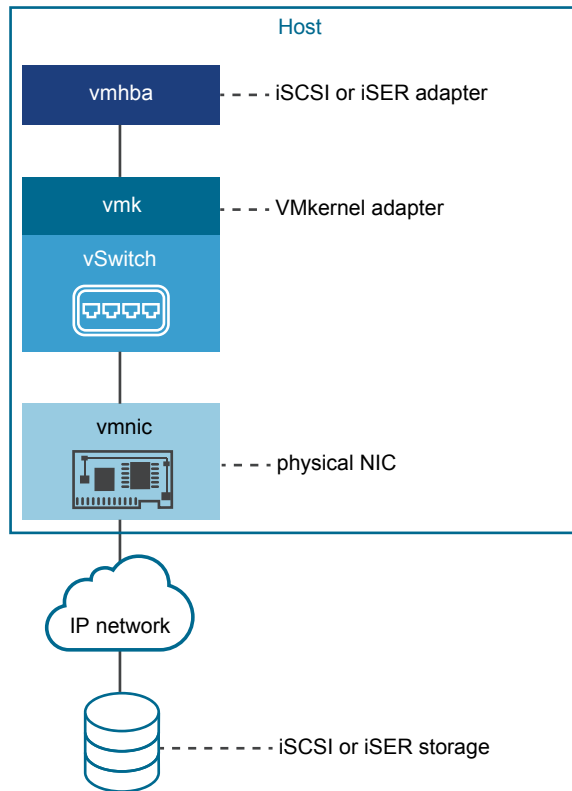 Host
vmhba
iSCSI or iSER adapter
vmk
VMkernel adapter
vSwitch
vmnic
physical NIC
IP network
iSCSI or iSER storage